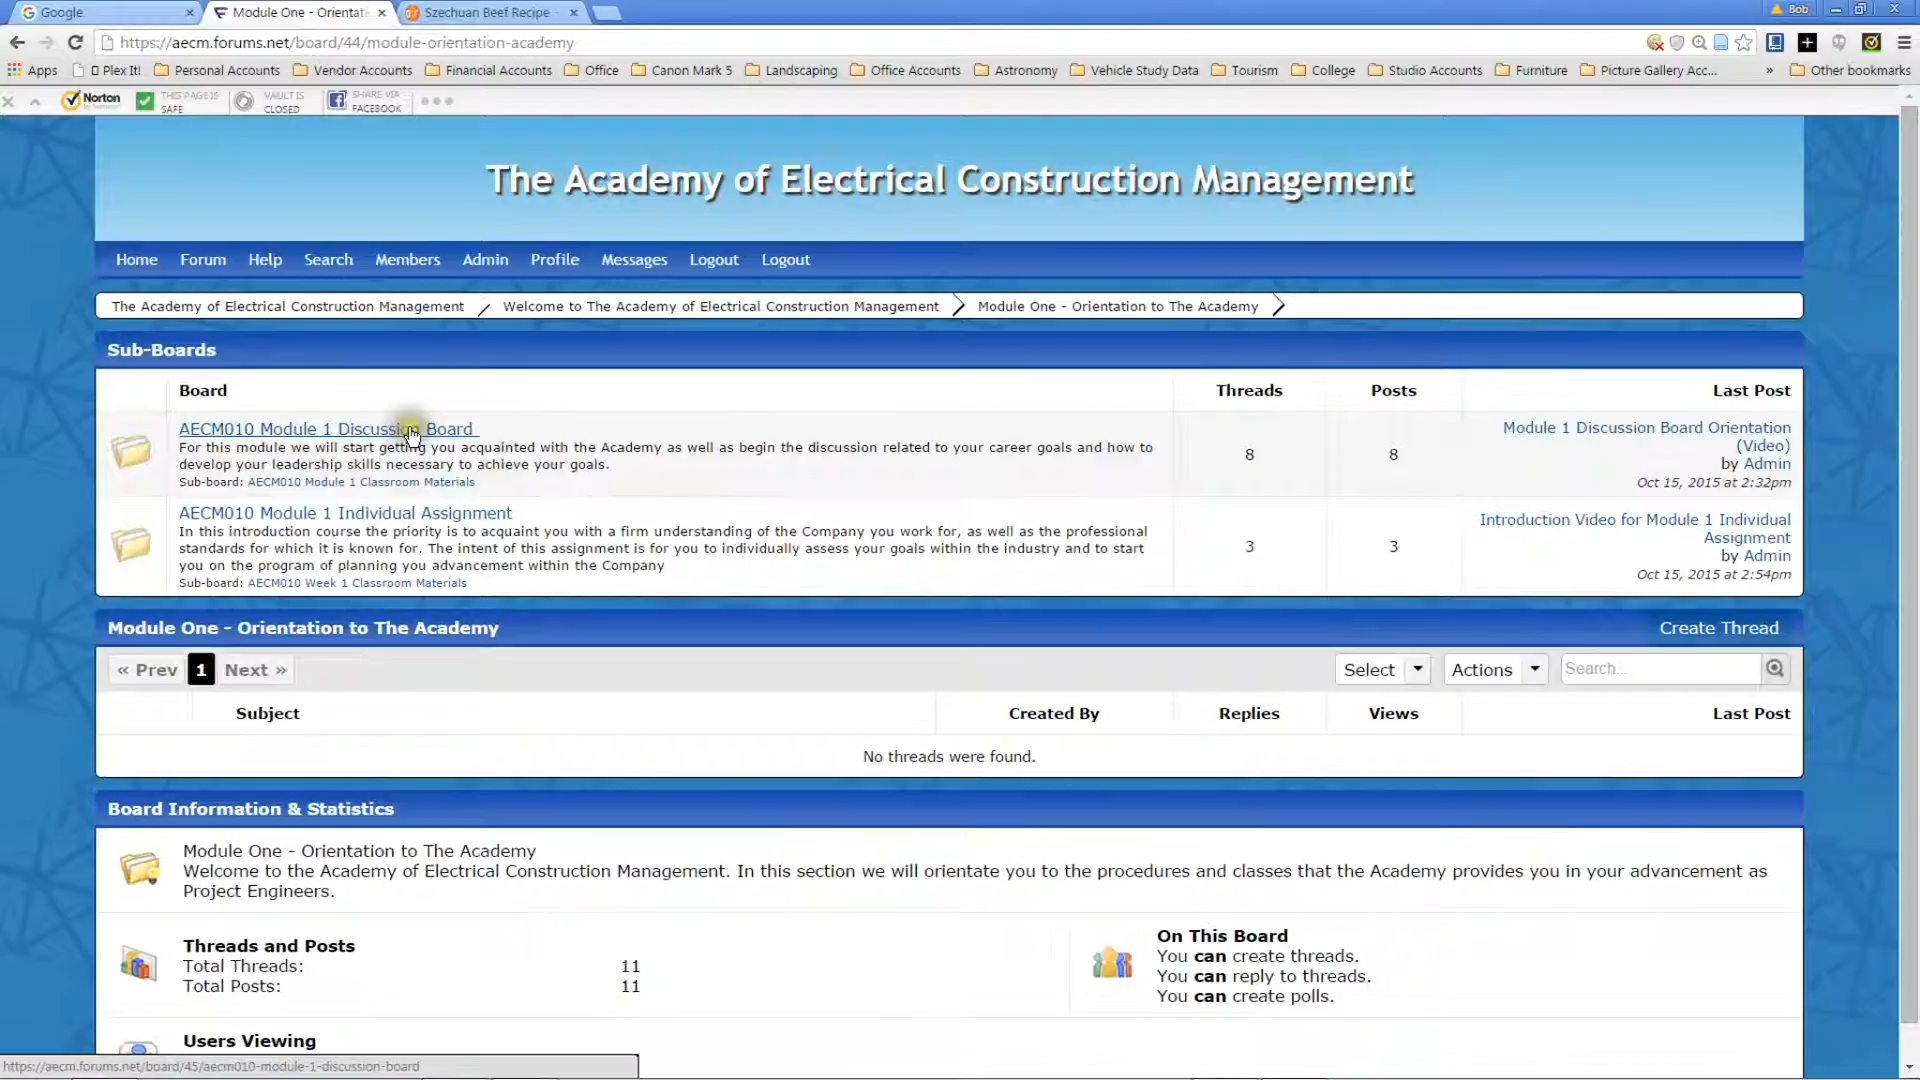 Google
Module One - Orientat
Szechuan Beef Recipe
Bob
https://aecm.forums.net/board/44/module-orientation-academy
Apps
Plex It!
Personal Accounts
Vendor Accounts
Financial Accounts
Office
Canon Mark 5
Landscaping
Office Accounts
Astronomy
Vehicle Study Data
Tourism
College
Studio Accounts
Furniture
Picture Gallery Acc...
»
Other bookmarks
Norton
THIS PAGE IS
SAFE
VAULT IS
CLOSED
SHARE VIA
FACEBOOK
The Academy of Electrical Construction Management
Home Forum Help Search Members Admin Profile Messages Logout Logout
The Academy of Electrical Construction Management
Welcome to The Academy of Electrical Construction Management
Module One - Orientation to The Academy
Sub-Boards
Board Threads Posts Last Post
AECM010 Module 1 Discussion Board
For this module we will start getting you acquainted with the Academy as well as begin the discussion related to your career goals and how to
develop your leadership skills necessary to achieve your goals.
Sub-board: AECM010 Module 1 Classroom Materials
8
8
Module 1 Discussion Board Orientation
(Video)
by Admin
Oct 15, 2015 at 2:32pm
AECM010 Module 1 Individual Assignment
In this introduction course the priority is to acquaint you with a firm understanding of the Company you work for, as well as the professional
standards for which it is known for. The intent of this assignment is for you to individually assess your goals within the industry and to start
you on the program of planning you advancement within the Company
Sub-board: AECM010 Week 1 Classroom Materials
3
3
Introduction Video for Module 1 Individual
Assignment
by Admin
Oct 15, 2015 at 2:54pm
Module One - Orientation to The Academy
Create Thread
« Prev 1 Next »
Select
Actions
Search...
Subject Created By Replies Views Last Post
No threads were found.
Board Information & Statistics
Module One - Orientation to The Academy
Welcome to the Academy of Electrical Construction Management. In this section we will orientate you to the procedures and classes that the Academy provides you in your advancement as
Project Engineers.
Threads and Posts
Total Threads: 11
Total Posts: 11
On This Board
You can create threads.
You can reply to threads.
You can create polls.
Users Viewing
https://aecm.forums.net/board/45/aecm010-module-1-discussion-board